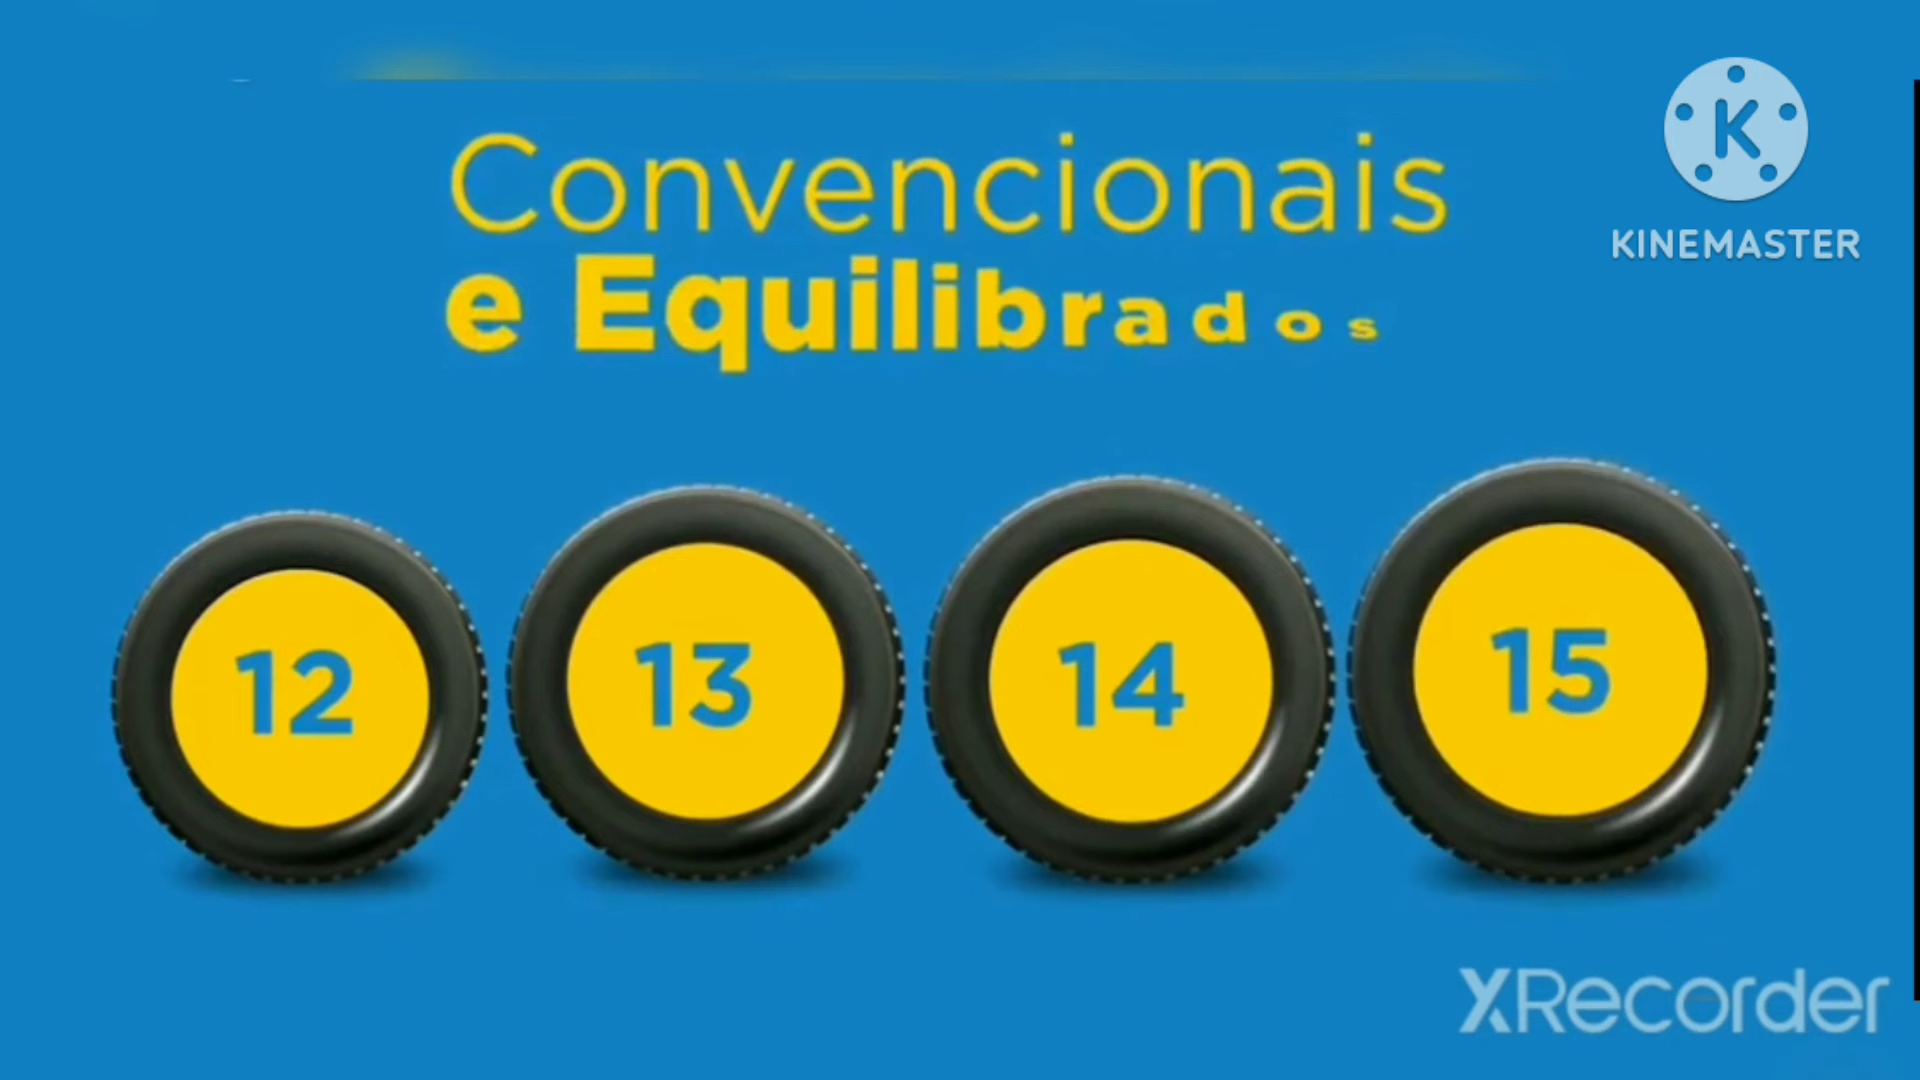 Convencionais
e Equilibrados
K
KINEMASTER
12
13
14
15
XRecorder